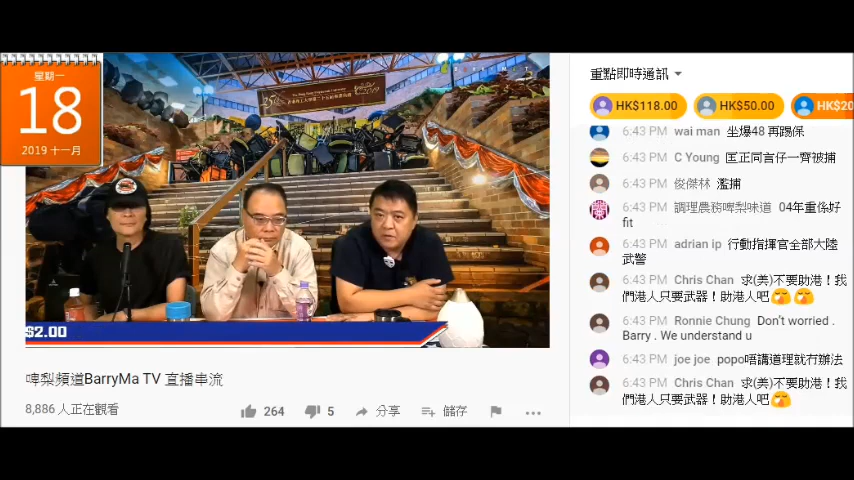 星期一
18
2019 十一月
$2.00
啤梨頻道BarryMa TV 直播串流
8,886 人正在觀看
264
5
分享
儲存
重點即時通訊
HK$118.00
HK$50.00
HK$20
6:43 PM wai man 坐爆48 再踢保
6:43 PM C Young 匡正同言仔一齊被捕
6:43 PM 俊傑林 濫捕
6:43 PM 調理農務啤梨味道 04年重係好
fit
6:43 PM adrian ip 行動指揮官全部大陸
武警
6:43 PM Chris Chan 求(美)不要助港！我
們港人只要武器！助港人吧
6:43 PM Ronnie Chung Don't worried .
Barry . We understand u
6:43 PM joe joe popo唔講道理就冇辦法
6:43 PM Chris Chan 求(美)不要助港！我
們港人只要武器！助港人吧